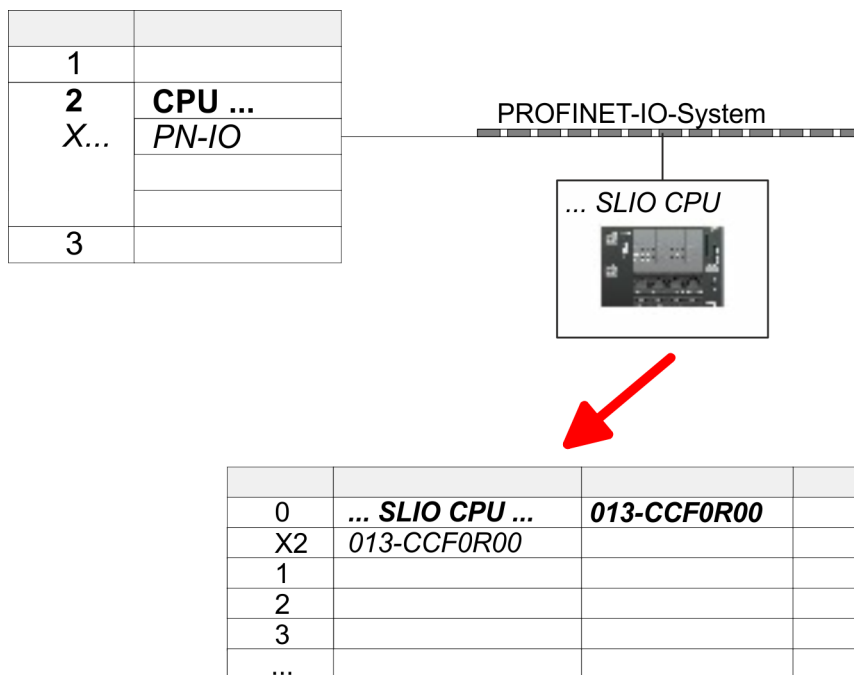 1
2 CPU ...
X... PN-IO
3
PROFINET-IO-System
... SLIO CPU
0 ... SLIO CPU ... 013-CCF0R00
X2 013-CCF0R00
1
2
3
...